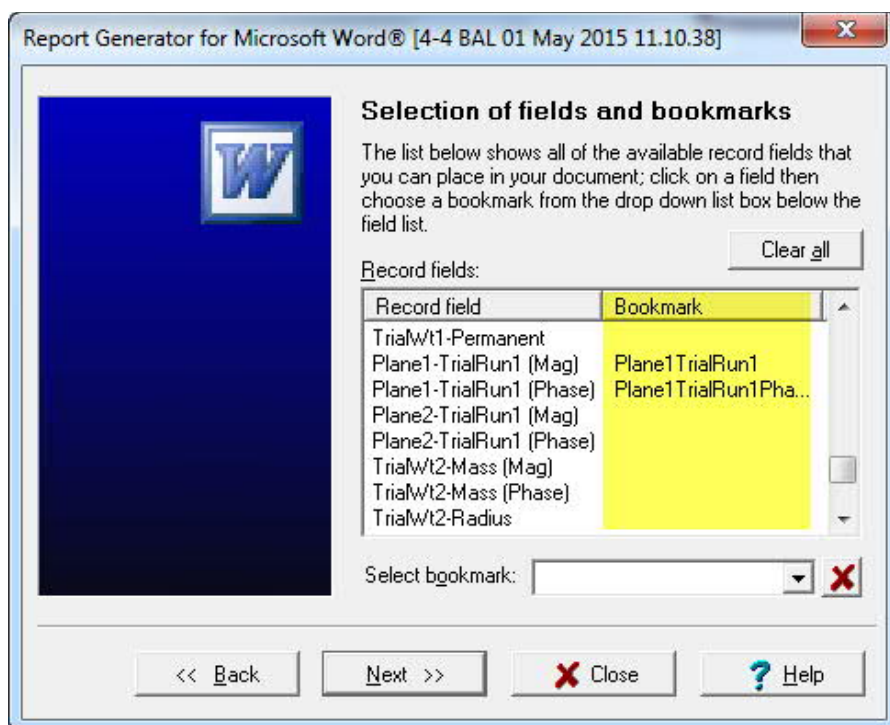 Report Generator for Microsoft Word® [4-4 BAL 01 May 2015 11.10.38]
W
Selection of fields and bookmarks
The list below shows all of the available record fields that
you can place in your document; click on a field then
choose a bookmark from the drop down list box below the
field list.
Clear all
Record fields:
Record field Bookmark
TrialWt1-Permanent
Plane1-TrialRun1 (Mag) Plane1TrialRun1
Plane1-TrialRun1 (Phase) Plane1TrialRun1Pha...
Plane2-TrialRun1 (Mag)
Plane2-TrialRun1 (Phase)
TrialWt2-Mass (Mag)
TrialWt2-Mass (Phase)
TrialWt2-Radius
Select bookmark:
<< Back Next >> Close ? Help